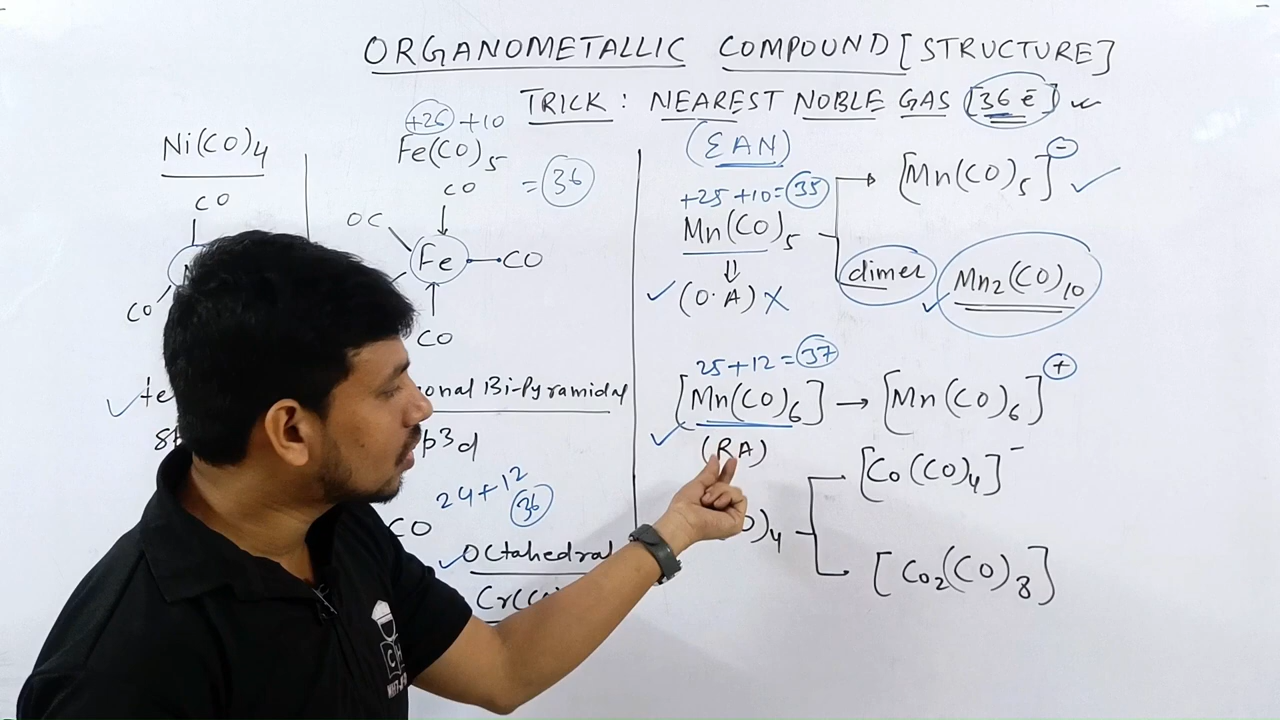 ORGANOMETALLIC COMPOUND [STRUCTURE]
TRICK : NEAREST NOBLE GAS [36 ē]
(EAN)
Ni(CO)4
CO
CO
+26 +10
Fe(CO)5
= 36
CO
OC
Fe
CO
CO
onal Bi-Pyramidal
p3d
24+12
36
CO
Octahedral
+25 +10 = 35
Mn(CO)5
(O.A) X
[Mn(CO)5]⊖
dimer
Mn2(CO)10
25+12 = 37
[Mn(CO)6] → [Mn(CO)6]⊕
(RA)
)4
[Co(CO)4]⁻
[Co2(CO)8]